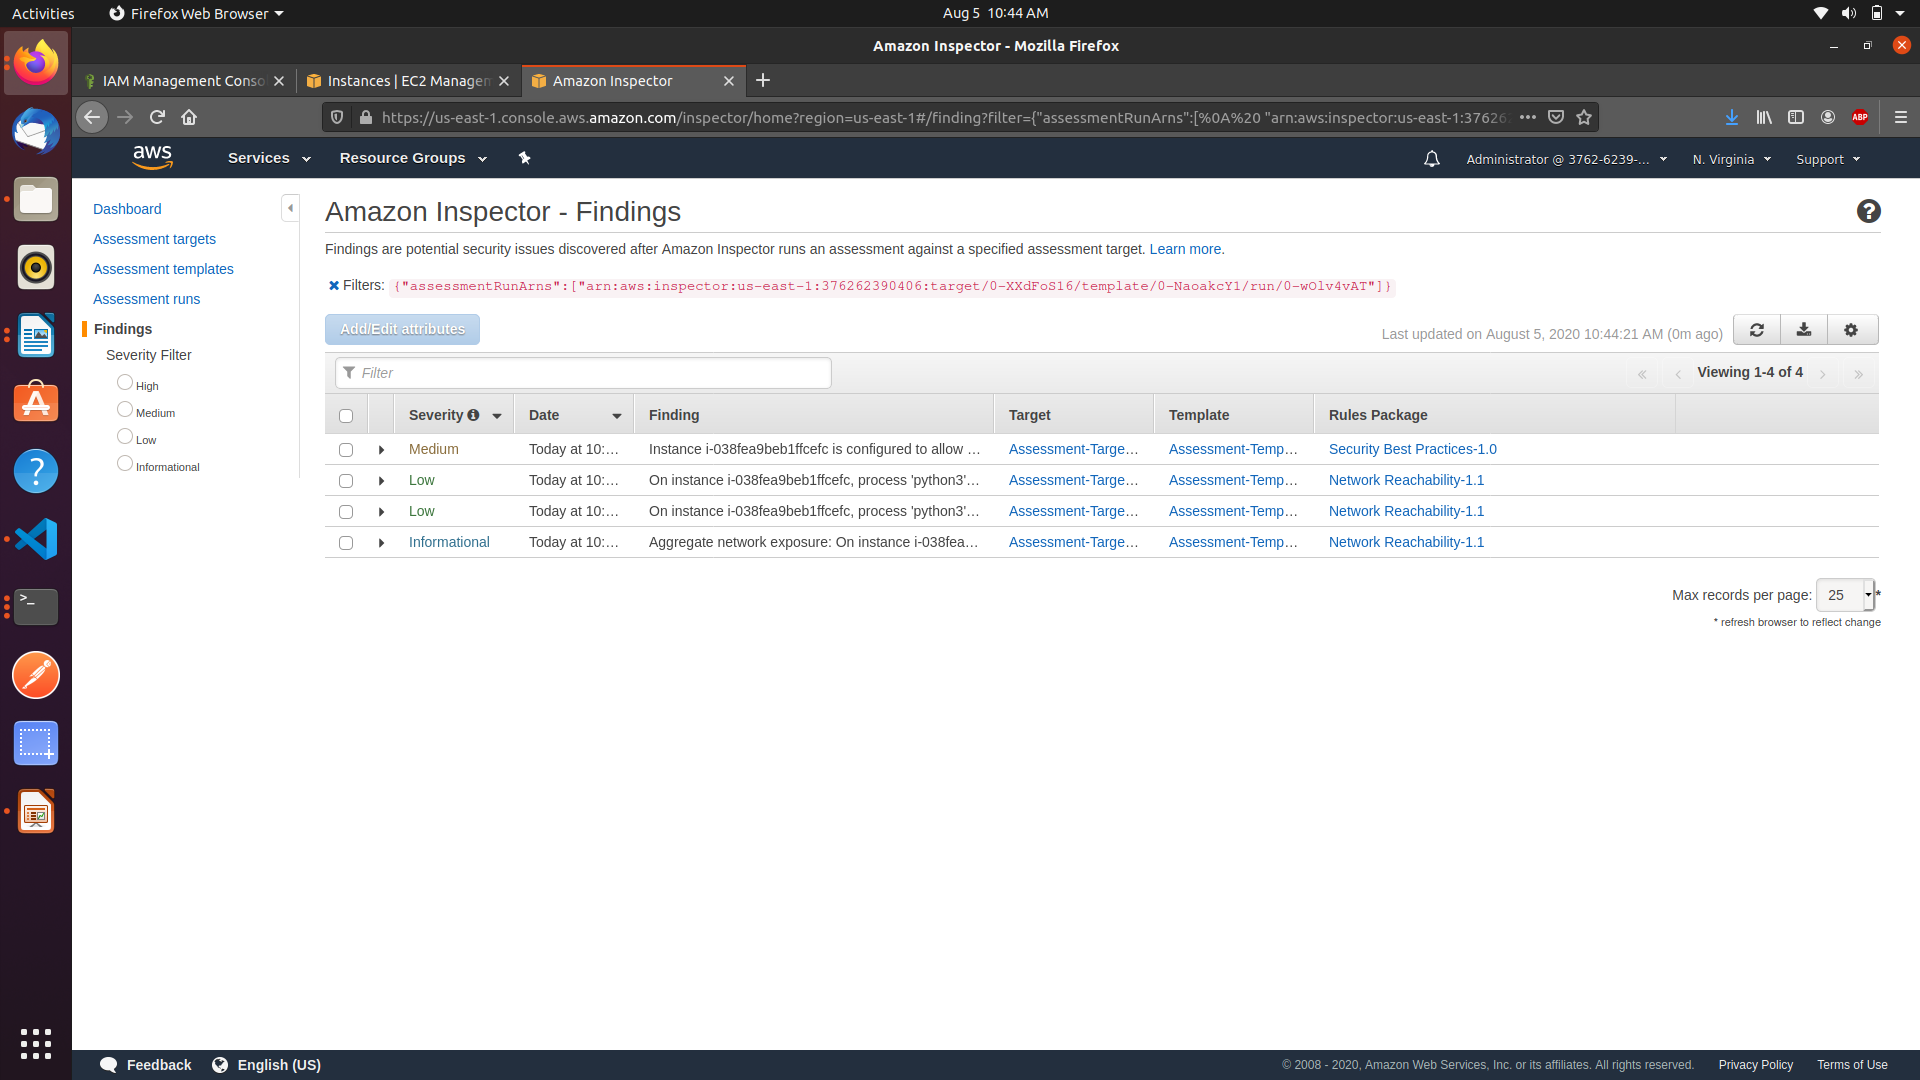 Activities
Firefox Web Browser
Aug 5 10:44 AM
Amazon Inspector - Mozilla Firefox
IAM Management Conso
Instances | EC2 Managem
Amazon Inspector
https://us-east-1.console.aws.amazon.com/inspector/home?region=us-east-1#/finding?filter={"assessmentRunArns":[%0A%20 "arn:aws:inspector:us-east-1:37626
ABP
aws
Services
Resource Groups
Administrator @ 3762-6239-...
N. Virginia
Support
Dashboard
Assessment targets
Assessment templates
Assessment runs
Findings
Severity Filter
High
Medium
Low
Informational
Amazon Inspector - Findings
Findings are potential security issues discovered after Amazon Inspector runs an assessment against a specified assessment target. Learn more.
Filters: {"assessmentRunArns":["arn:aws:inspector:us-east-1:376262390406:target/0-XXdFoS16/template/0-NaoakcY1/run/0-wOlv4vAT"]}
Add/Edit attributes
Last updated on August 5, 2020 10:44:21 AM (0m ago)
Filter
« ‹ Viewing 1-4 of 4 › »
Severity Date Finding Target Template Rules Package
Medium Today at 10:... Instance i-038fea9beb1ffcefc is configured to allow ... Assessment-Targe... Assessment-Temp... Security Best Practices-1.0
Low Today at 10:... On instance i-038fea9beb1ffcefc, process 'python3'... Assessment-Targe... Assessment-Temp... Network Reachability-1.1
Low Today at 10:... On instance i-038fea9beb1ffcefc, process 'python3'... Assessment-Targe... Assessment-Temp... Network Reachability-1.1
Informational Today at 10:... Aggregate network exposure: On instance i-038fea... Assessment-Targe... Assessment-Temp... Network Reachability-1.1
Max records per page: 25 *
* refresh browser to reflect change
Feedback
English (US)
© 2008 - 2020, Amazon Web Services, Inc. or its affiliates. All rights reserved.
Privacy Policy
Terms of Use